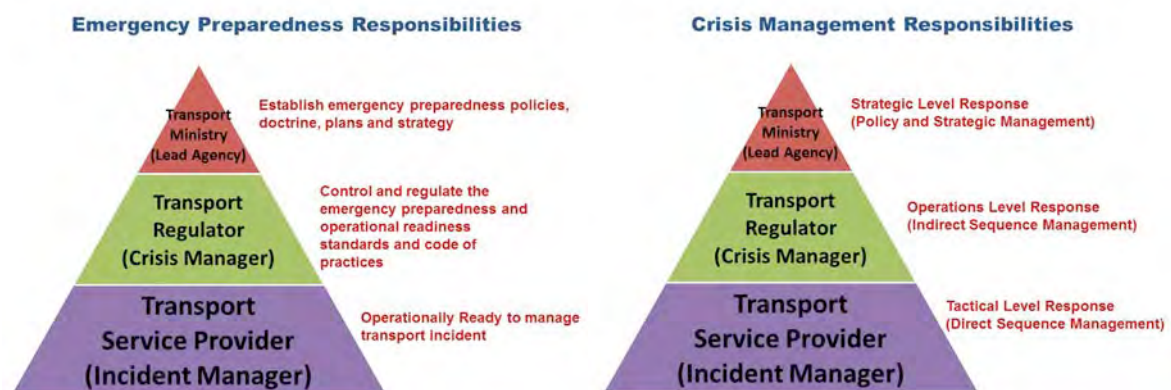 Emergency Preparedness Responsibilities
Transport
Ministry
(Lead Agency)
Establish emergency preparedness policies,
doctrine, plans and strategy
Transport
Regulator
(Crisis Manager)
Control and regulate the
emergency preparedness and
operational readiness
standards and code of
practices
Transport
Service Provider
(Incident Manager)
Operationally Ready to manage
transport incident
Crisis Management Responsibilities
Transport
Ministry
(Lead Agency)
Strategic Level Response
(Policy and Strategic Management)
Transport
Regulator
(Crisis Manager)
Operations Level Response
(Indirect Sequence Management)
Transport
Service Provider
(Incident Manager)
Tactical Level Response
(Direct Sequence Management)